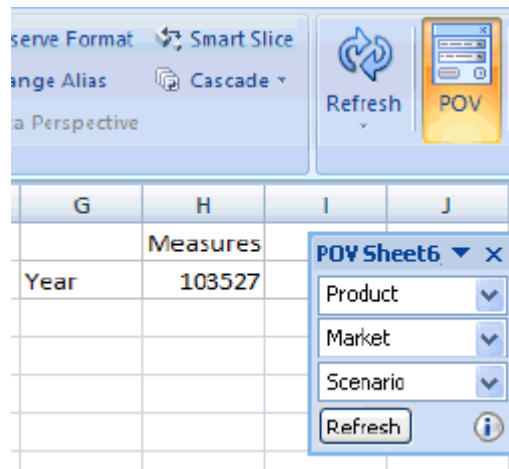 serve Format Smart Slice
ange Alias Cascade
a Perspective
Refresh
POV
G H I J
Measures
Year 103527
POV Sheet6
Product
Market
Scenario
Refresh